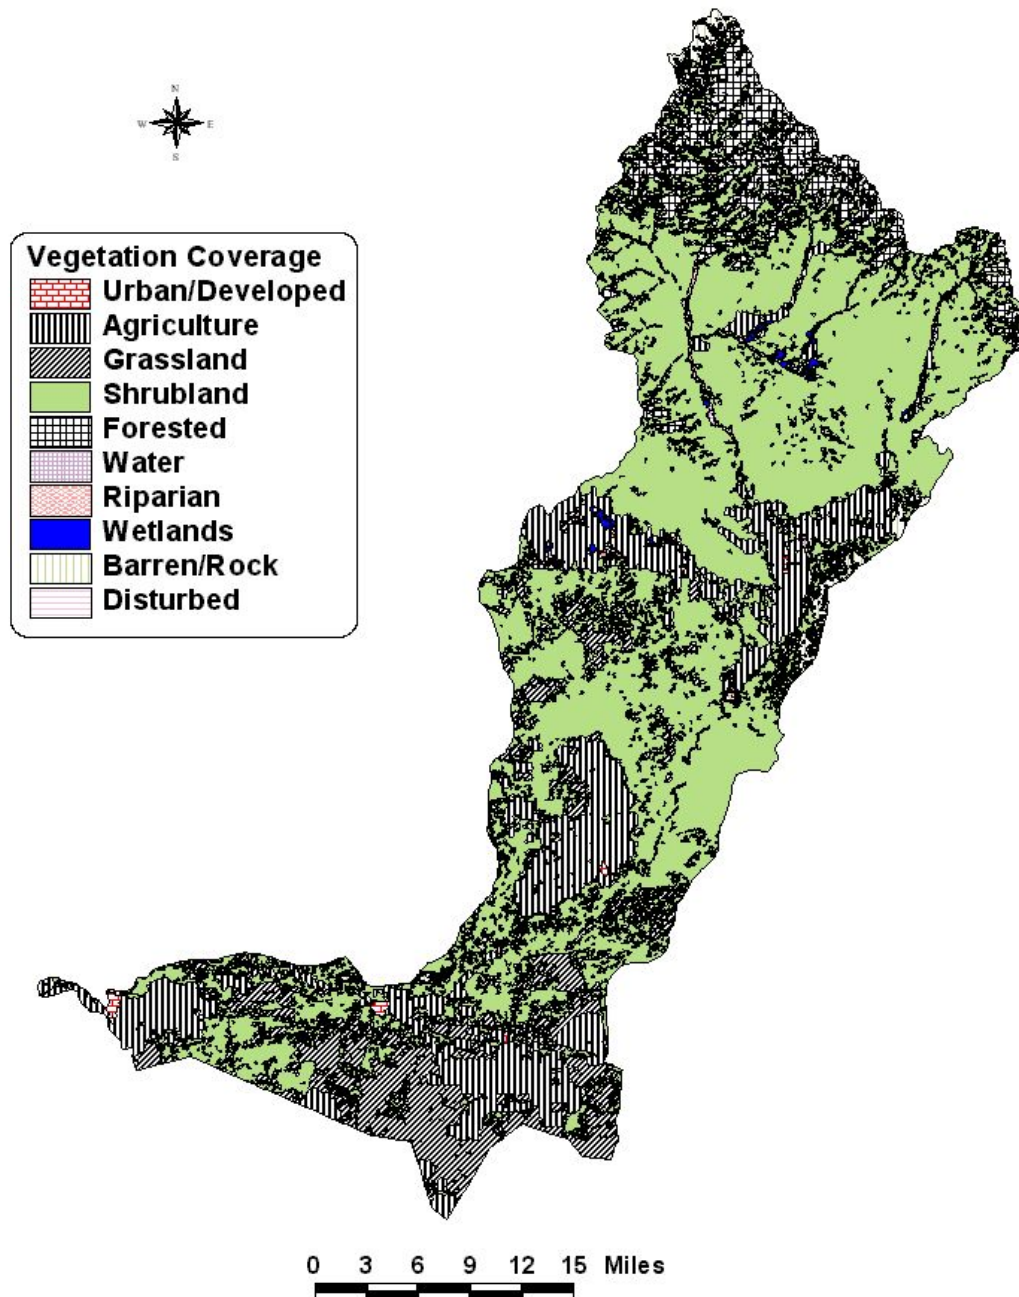 N
W E
S
Vegetation Coverage
Urban/Developed
Agriculture
Grassland
Shrubland
Forested
Water
Riparian
Wetlands
Barren/Rock
Disturbed
0 3 6 9 12 15 Miles